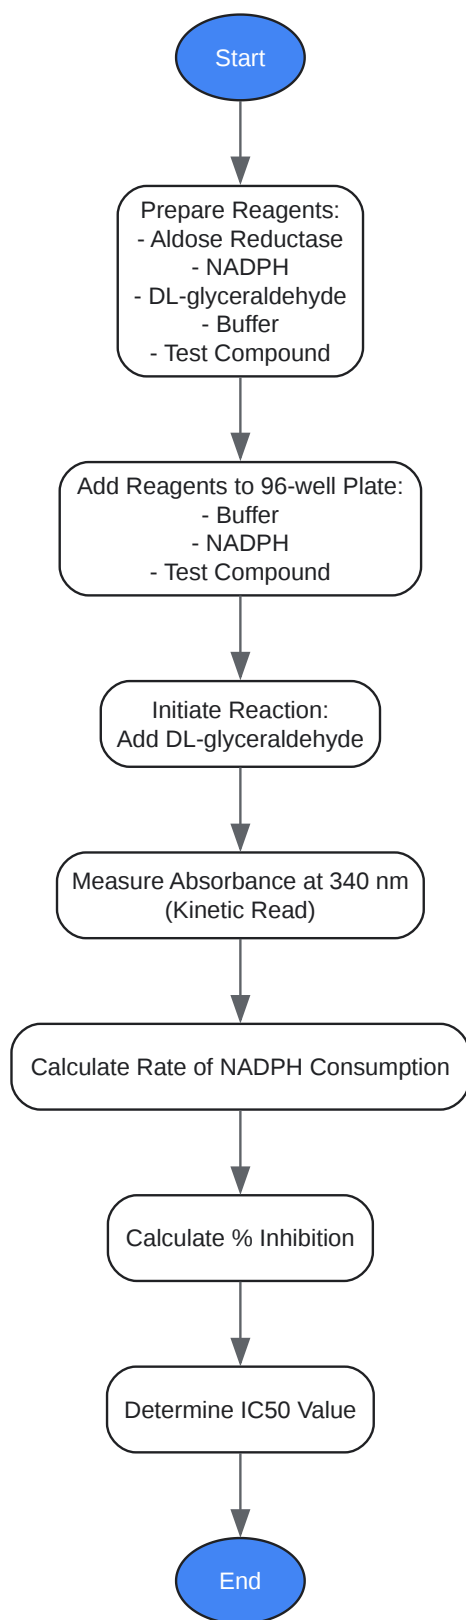 Start
Prepare Reagents:
- Aldose Reductase
- NADPH
- DL-glyceraldehyde
- Buffer
- Test Compound
Add Reagents to 96-well Plate:
- Buffer
- NADPH
- Test Compound
Initiate Reaction:
Add DL-glyceraldehyde
Measure Absorbance at 340 nm
(Kinetic Read)
Calculate Rate of NADPH Consumption
Calculate % Inhibition
Determine IC50 Value
End